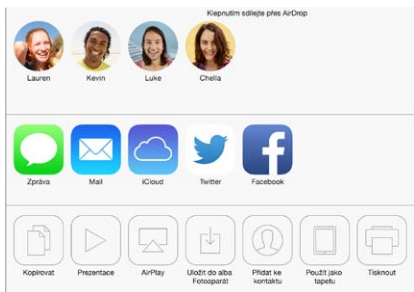 Klepnutím sdílejte přes AirDrop
Lauren Kevin Luke Chella
Zpráva Mail iCloud Twitter Facebook
Kopírovat Prezentace AirPlay Uložit do alba Přidat ke Použít jako Tisknout
Fotoaparát kontaktu tapetu